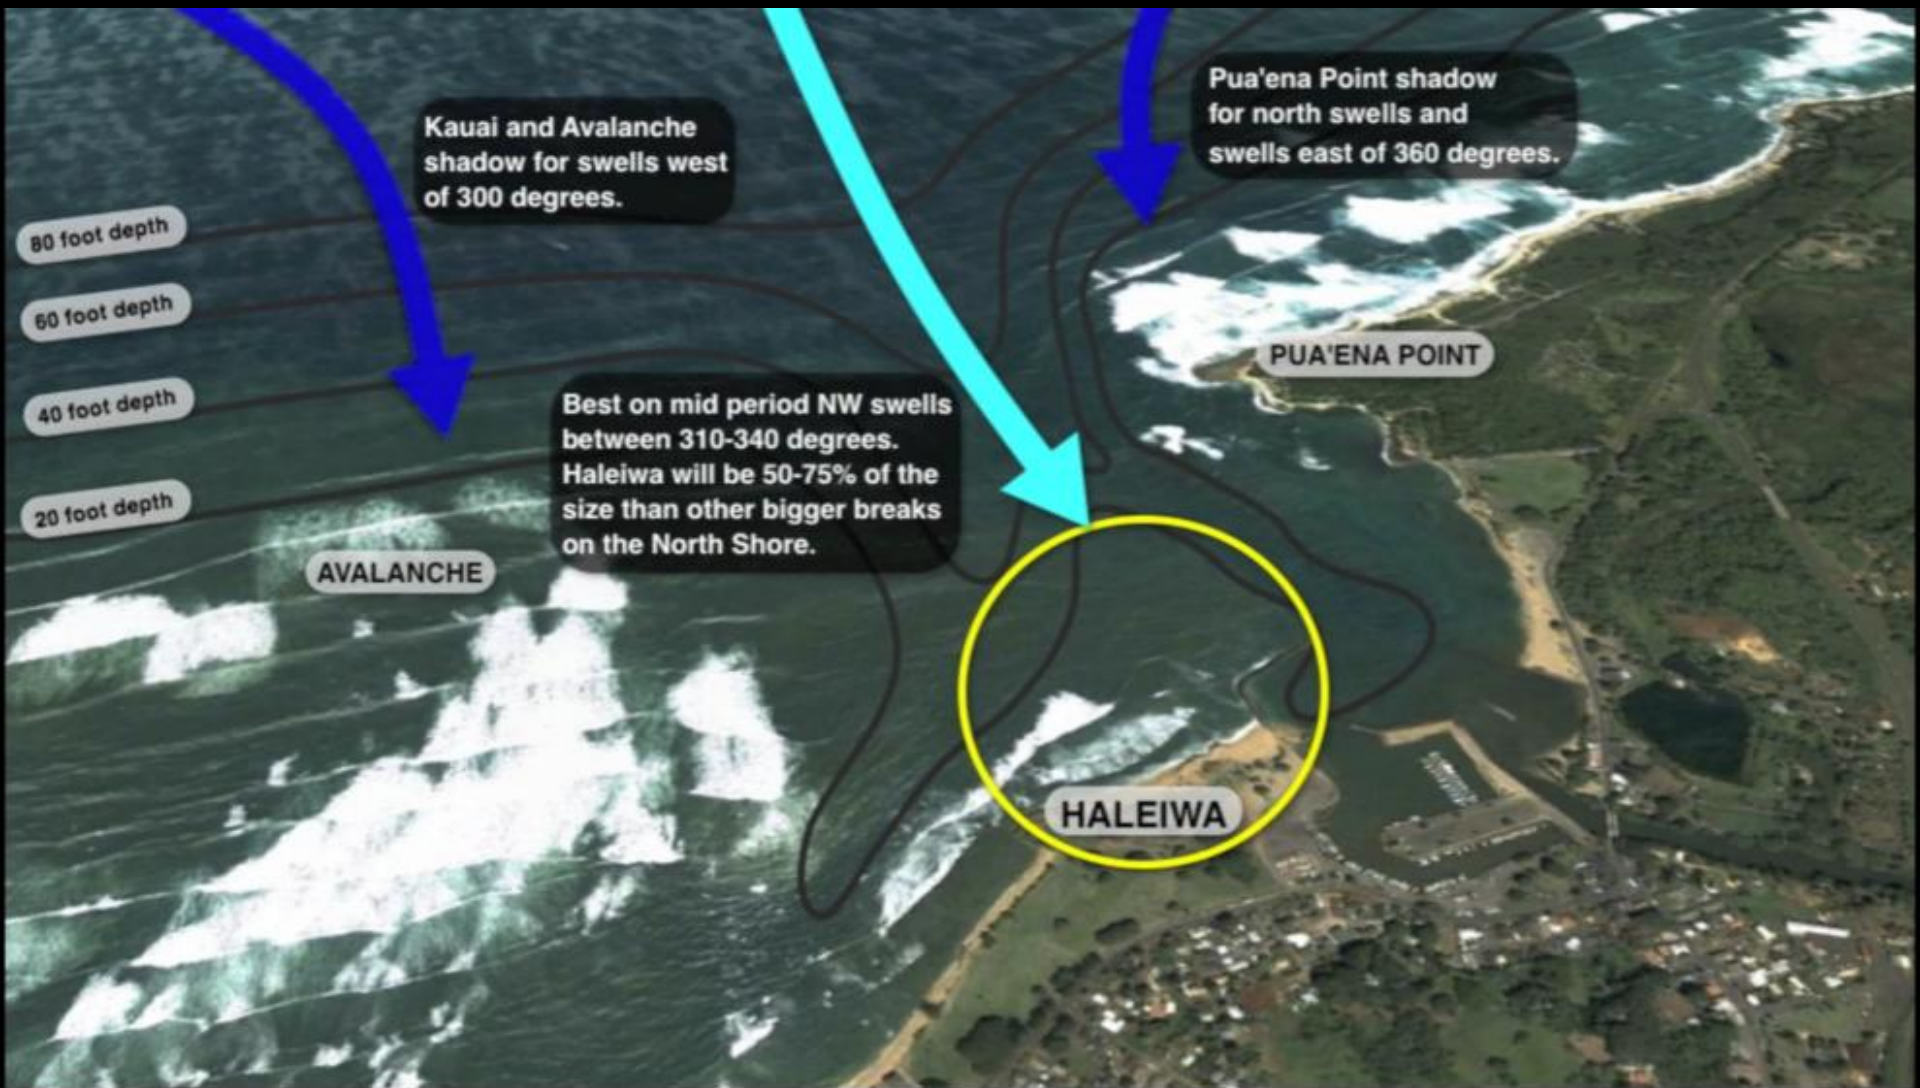 Kauai and Avalanche
shadow for swells west
of 300 degrees.
Pua'ena Point shadow
for north swells and
swells east of 360 degrees.
80 foot depth
60 foot depth
40 foot depth
20 foot depth
PUA'ENA POINT
Best on mid period NW swells
between 310-340 degrees.
Haleiwa will be 50-75% of the
size than other bigger breaks
on the North Shore.
AVALANCHE
HALEIWA